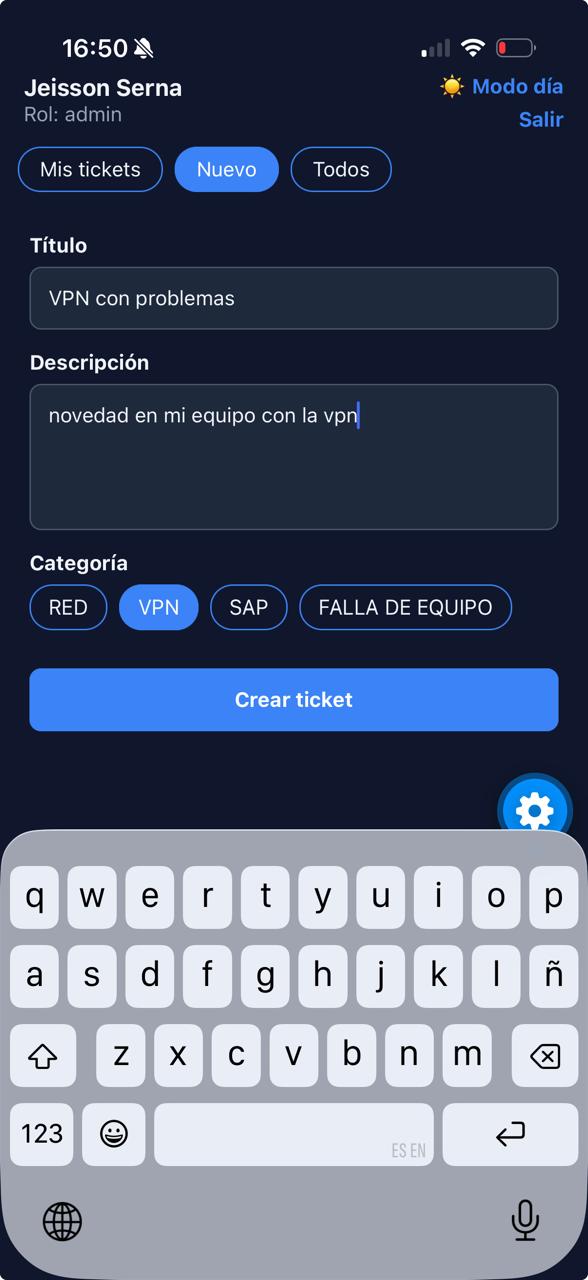 16:50
Jeisson Serna
Rol: admin
Modo día
Salir
Mis tickets
Nuevo
Todos
Título
VPN con problemas
Descripción
novedad en mi equipo con la vpn
Categoría
RED
VPN
SAP
FALLA DE EQUIPO
Crear ticket
q w e r t y u i o p
a s d f g h j k l ñ
z x c v b n m
123
ES EN